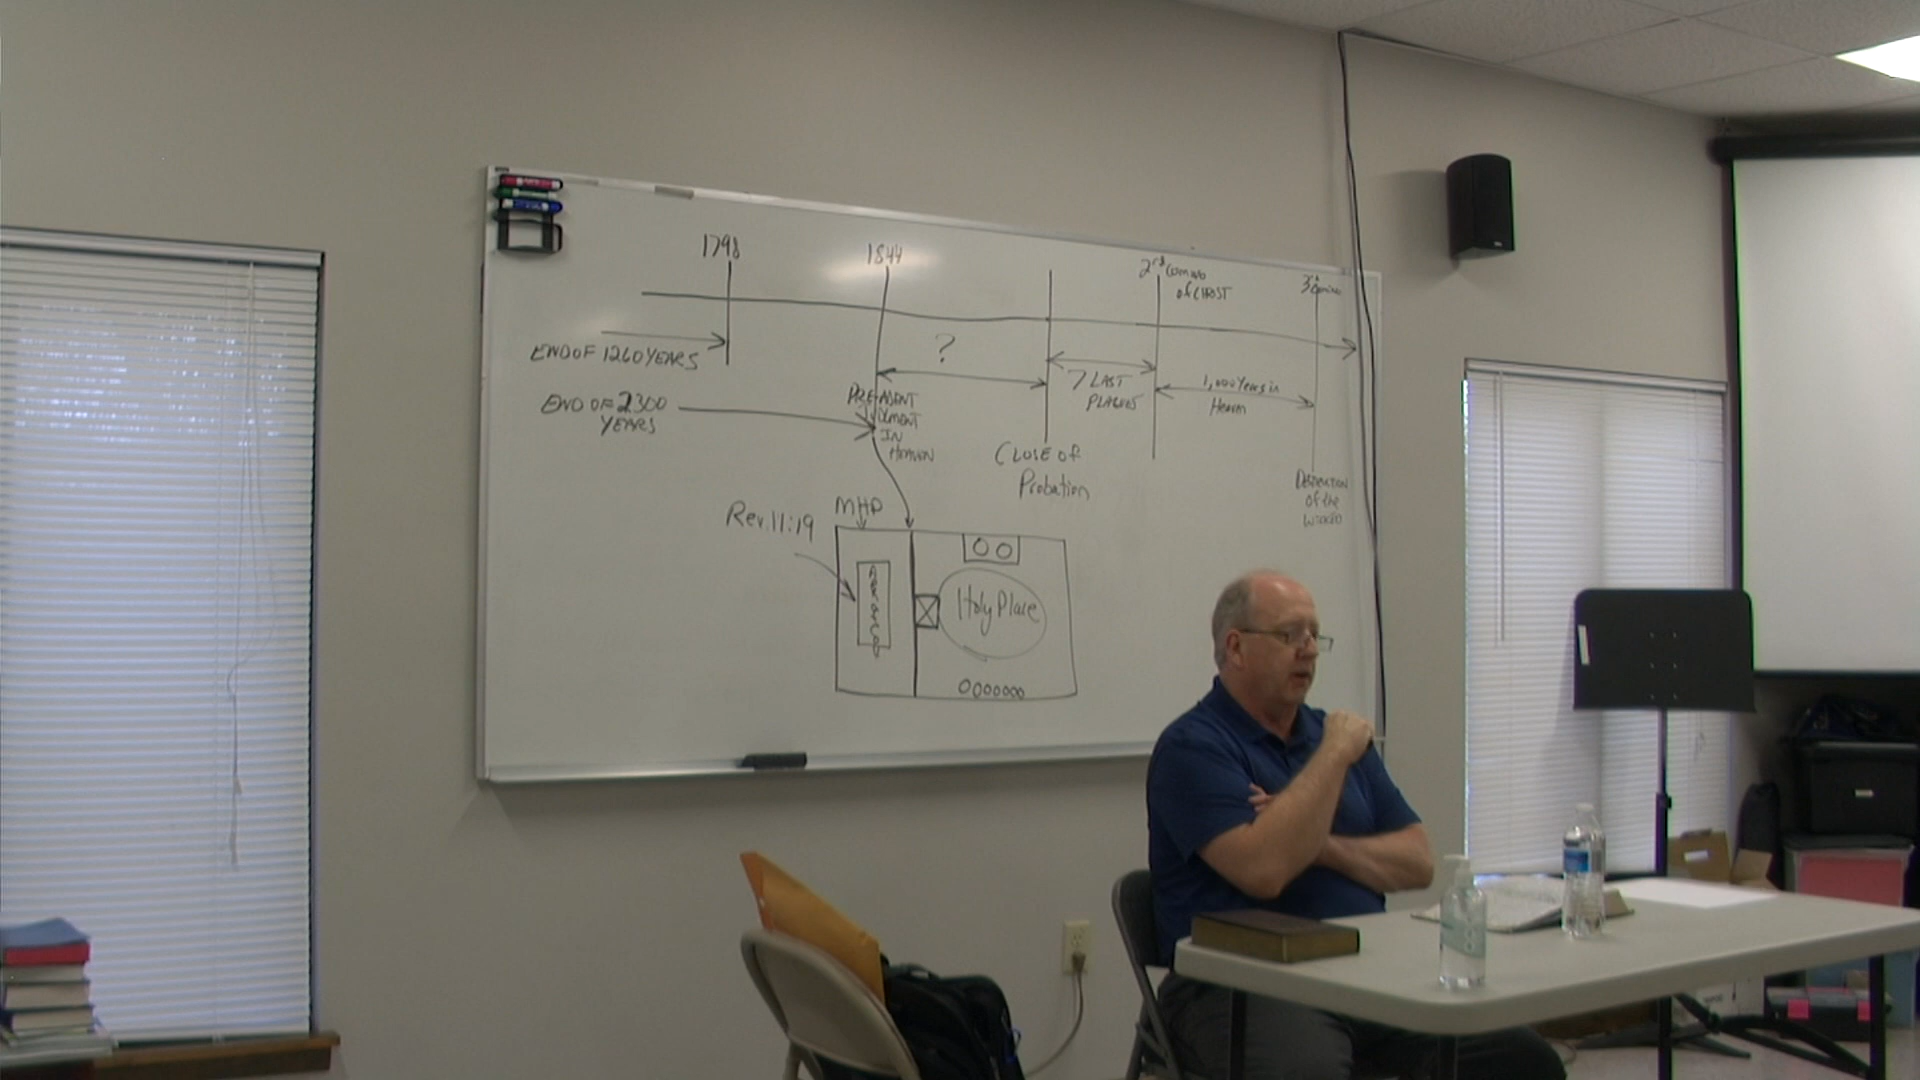 1798
1844
2nd Coming
of CHRIST
3rd Coming
END OF 1260 YEARS
?
7 LAST
PLAGUES
1,000 Years in
Heaven
END OF 2300
YEARS
PRE-ADVENT
JUDGMENT
IN
HEAVEN
CLOSE OF
Probation
Destruction
of the
Wicked
Rev. 11:19
MHP
Holy Place